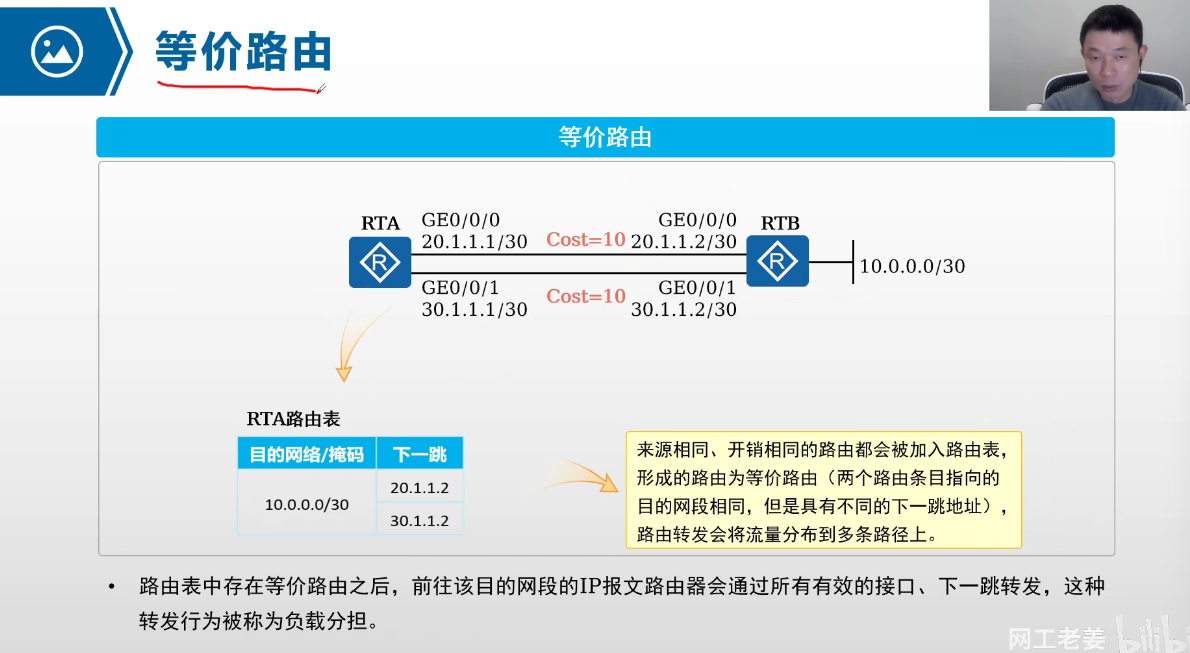 等价路由
等价路由
RTA
GE0/0/0
20.1.1.1/30
Cost=10
GE0/0/0
20.1.1.2/30
RTB
10.0.0.0/30
GE0/0/1
30.1.1.1/30
Cost=10
GE0/0/1
30.1.1.2/30
RTA路由表
目的网络/掩码 下一跳
10.0.0.0/30
20.1.1.2
30.1.1.2
来源相同、开销相同的路由都会被加入路由表，
形成的路由为等价路由（两个路由条目指向的
目的网段相同，但是具有不同的下一跳地址），
路由转发会将流量分布到多条路径上。
• 路由表中存在等价路由之后，前往该目的网段的IP报文路由器会通过所有有效的接口、下一跳转发，这种
转发行为被称为负载分担。
网工老姜 bilibili